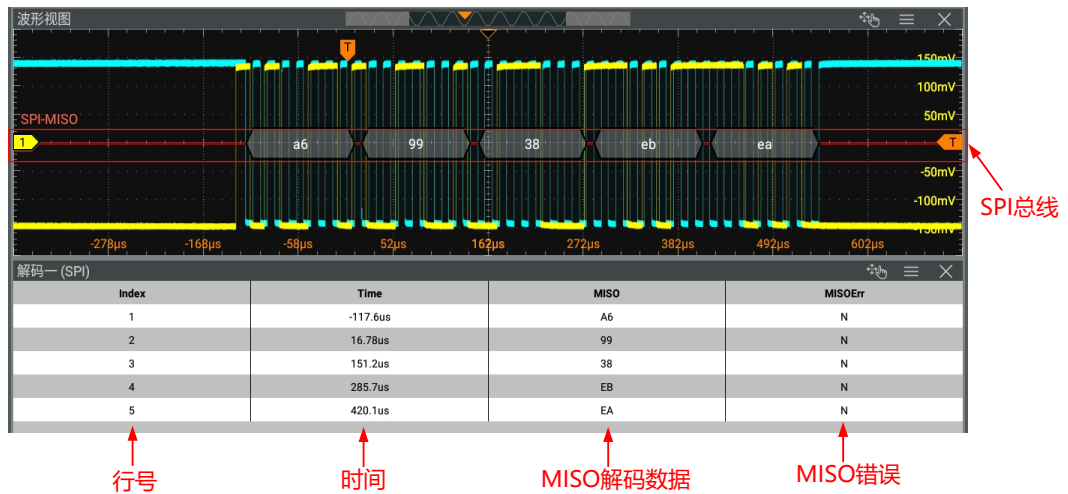 波形视图
T
150mV
100mV
SPI-MISO
50mV
1
a6
99
38
eb
ea
T
-50mV
-100mV
SPI总线
-150mV
-278μs
-168μs
-58μs
52μs
162μs
272μs
382μs
492μs
602μs
解码一 (SPI)
Index Time MISO MISOErr
1 -117.6us A6 N
2 16.78us 99 N
3 151.2us 38 N
4 285.7us EB N
5 420.1us EA N
行号
时间
MISO解码数据
MISO错误